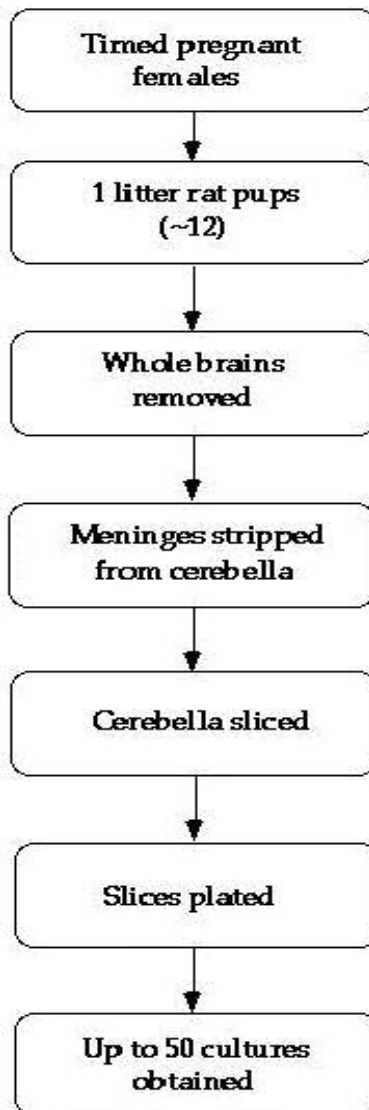 Timed pregnant
females
1 litter rat pups
(~12)
Whole brains
removed
Meninges stripped
from cerebella
Cerebella sliced
Slices plated
Up to 50 cultures
obtained